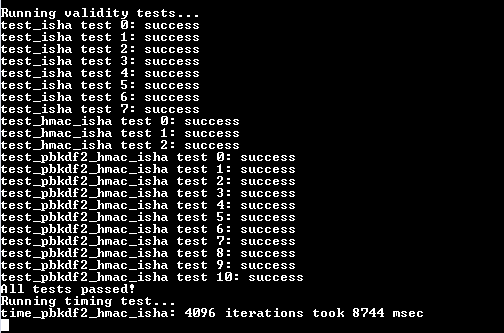 Running validity tests...
test_isha test 0: success
test_isha test 1: success
test_isha test 2: success
test_isha test 3: success
test_isha test 4: success
test_isha test 5: success
test_isha test 6: success
test_isha test 7: success
test_hmac_isha test 0: success
test_hmac_isha test 1: success
test_hmac_isha test 2: success
test_pbkdf2_hmac_isha test 0: success
test_pbkdf2_hmac_isha test 1: success
test_pbkdf2_hmac_isha test 2: success
test_pbkdf2_hmac_isha test 3: success
test_pbkdf2_hmac_isha test 4: success
test_pbkdf2_hmac_isha test 5: success
test_pbkdf2_hmac_isha test 6: success
test_pbkdf2_hmac_isha test 7: success
test_pbkdf2_hmac_isha test 8: success
test_pbkdf2_hmac_isha test 9: success
test_pbkdf2_hmac_isha test 10: success
All tests passed!
Running timing test...
time_pbkdf2_hmac_isha: 4096 iterations took 8744 msec